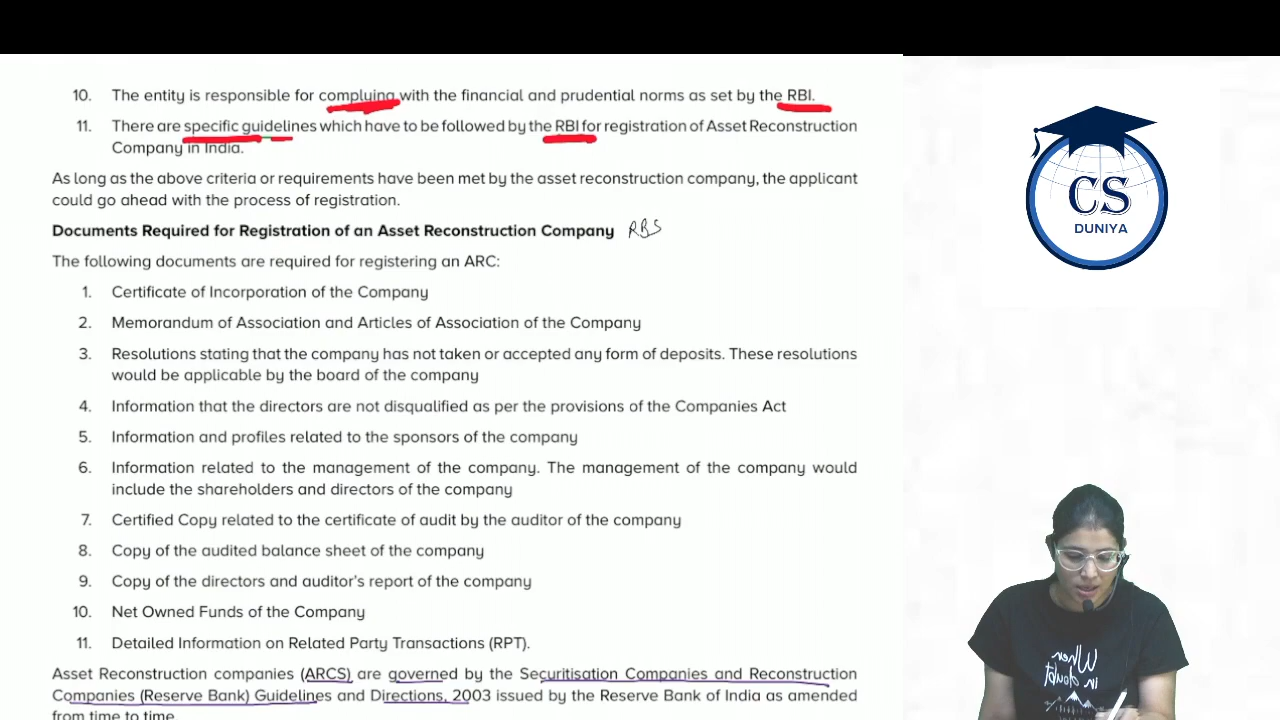 10. The entity is responsible for complying with the financial and prudential norms as set by the RBI.
11. There are specific guidelines which have to be followed by the RBI for registration of Asset Reconstruction
Company in India.
As long as the above criteria or requirements have been met by the asset reconstruction company, the applicant
could go ahead with the process of registration.
Documents Required for Registration of an Asset Reconstruction Company RBS
The following documents are required for registering an ARC:
1. Certificate of Incorporation of the Company
2. Memorandum of Association and Articles of Association of the Company
3. Resolutions stating that the company has not taken or accepted any form of deposits. These resolutions
would be applicable by the board of the company
4. Information that the directors are not disqualified as per the provisions of the Companies Act
5. Information and profiles related to the sponsors of the company
6. Information related to the management of the company. The management of the company would
include the shareholders and directors of the company
7. Certified Copy related to the certificate of audit by the auditor of the company
8. Copy of the audited balance sheet of the company
9. Copy of the directors and auditor's report of the company
10. Net Owned Funds of the Company
11. Detailed Information on Related Party Transactions (RPT).
Asset Reconstruction companies (ARCS) are governed by the Securitisation Companies and Reconstruction
Companies (Reserve Bank) Guidelines and Directions, 2003 issued by the Reserve Bank of India as amended
from time to time.
CS
DUNIYA
When
in doubt